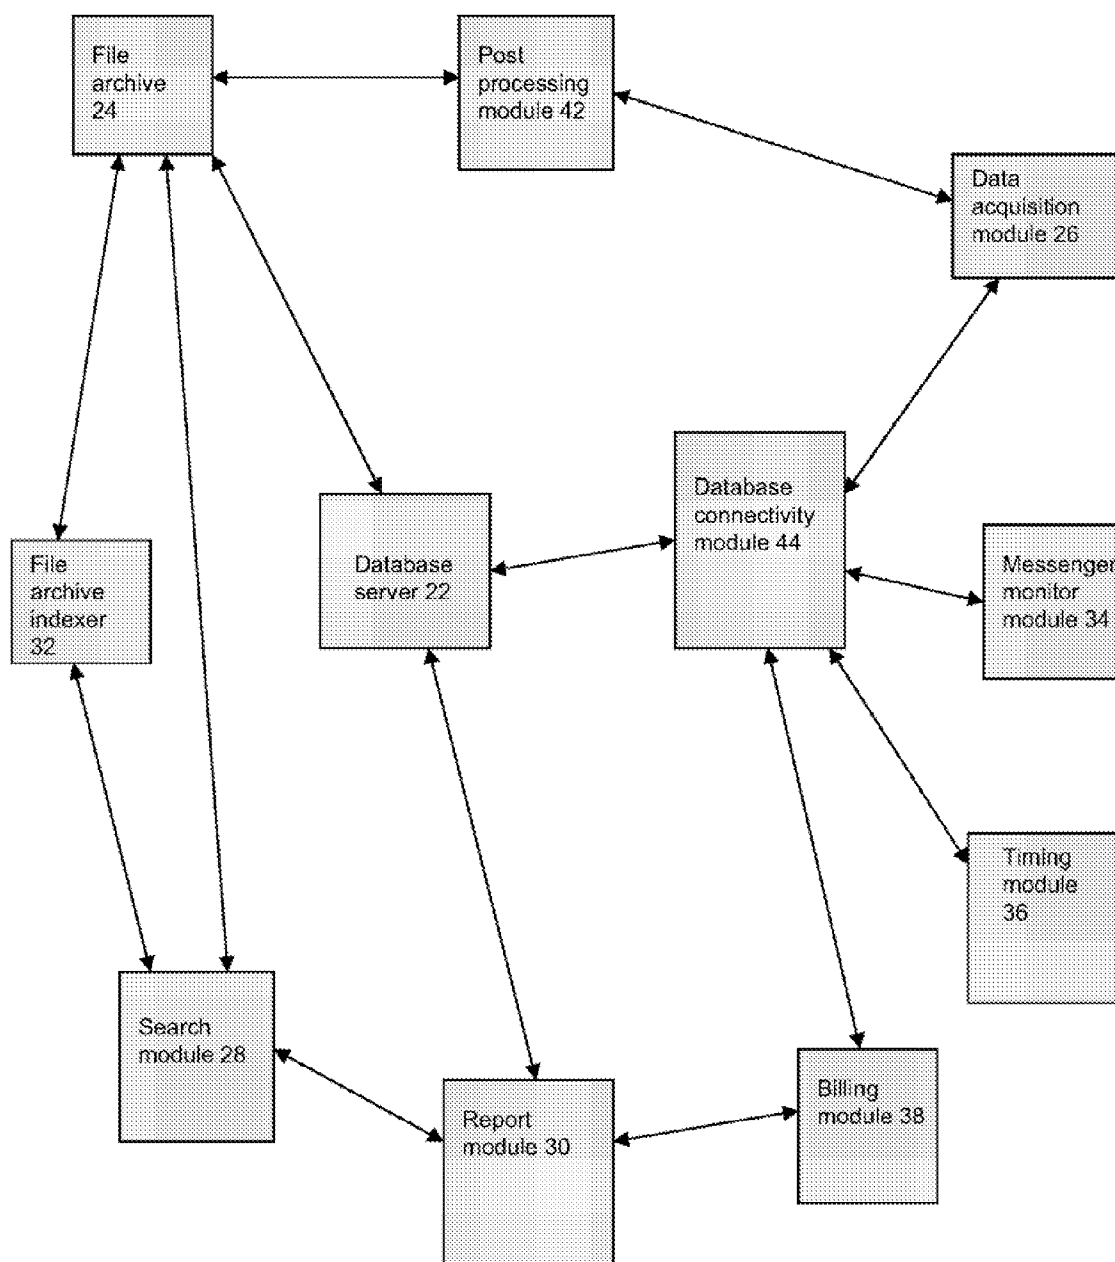 File
archive
24
Post
processing
module 42
Data
acquisition
module 26
Database
connectivity
module 44
File
archive
indexer
32
Database
server 22
Messenger
monitor
module 34
Timing
module
36
Search
module 28
Report
module 30
Billing
module 38